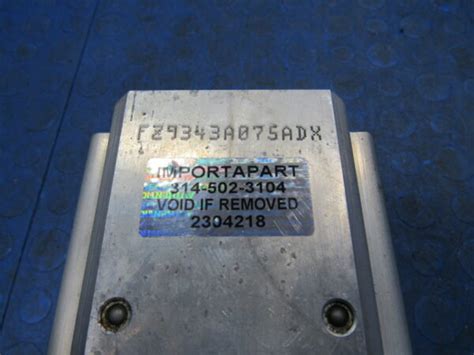 FZ9343A075ADX
IMPORTAPART
314-502-3104
VOID IF REMOVED
2304218